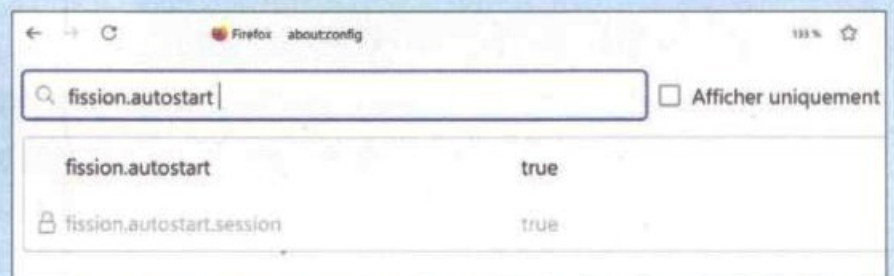 Firefox about:config 133 %
fission.autostart Afficher uniquement
fission.autostart true
fission.autostart.session true